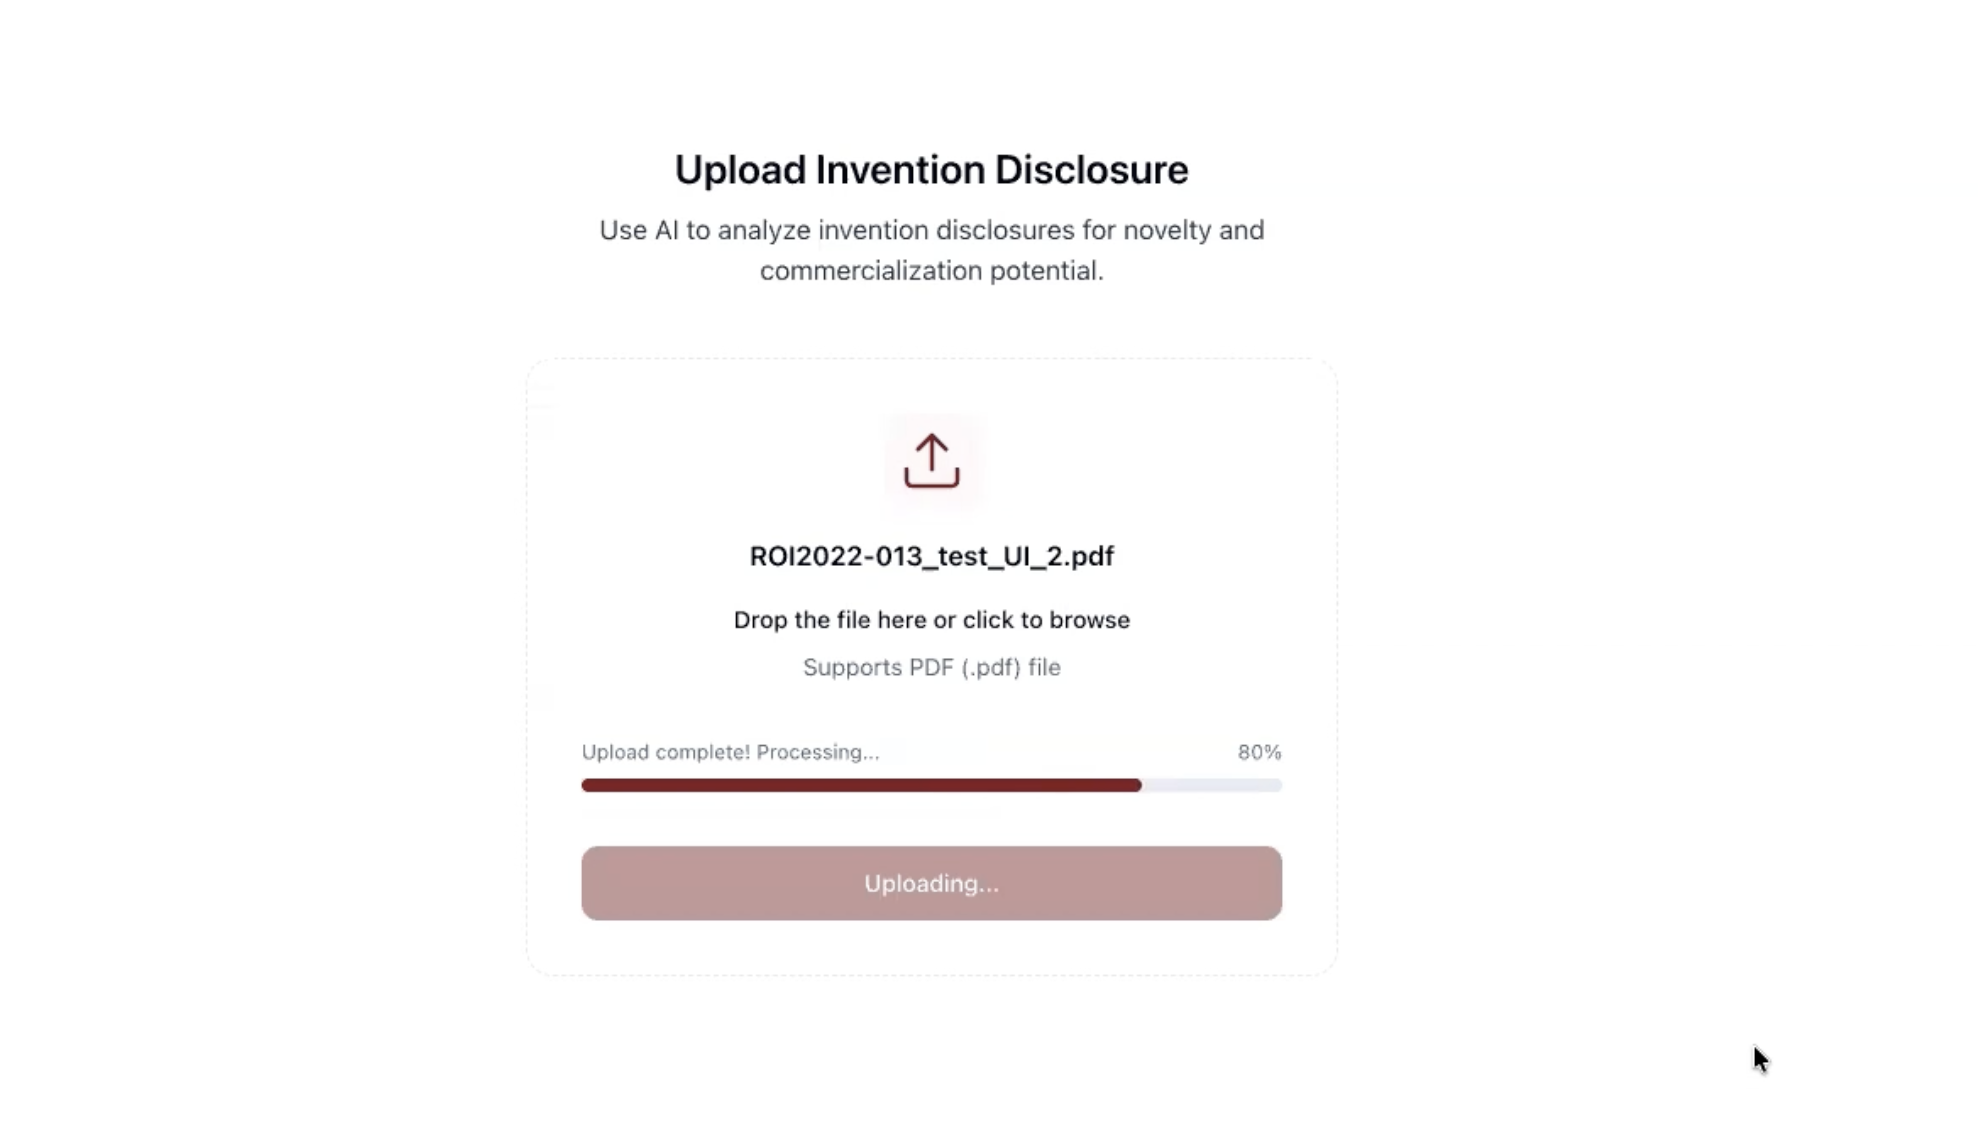 Upload Invention Disclosure
Use AI to analyze invention disclosures for novelty and
commercialization potential.
ROI2022-013_test_UI_2.pdf
Drop the file here or click to browse
Supports PDF (.pdf) file
Upload complete! Processing... 80%
Uploading...